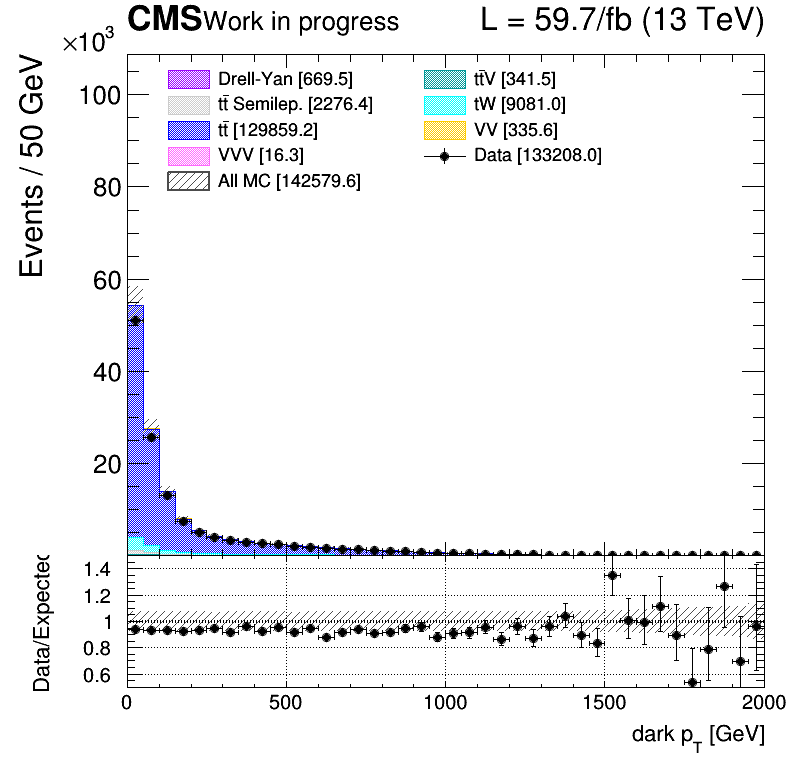 CMS Work in progress L = 59.7/fb (13 TeV)
×10³
Events / 50 GeV
Drell-Yan [669.5]
tt̄ Semilep. [2276.4]
tt̄ [129859.2]
VVV [16.3]
All MC [142579.6]
tt̄V [341.5]
tW [9081.0]
VV [335.6]
Data [133208.0]
100
80
60
40
20
Data/Expected
1.4
1.2
1
0.8
0.6
0 500 1000 1500 2000
dark p_T [GeV]